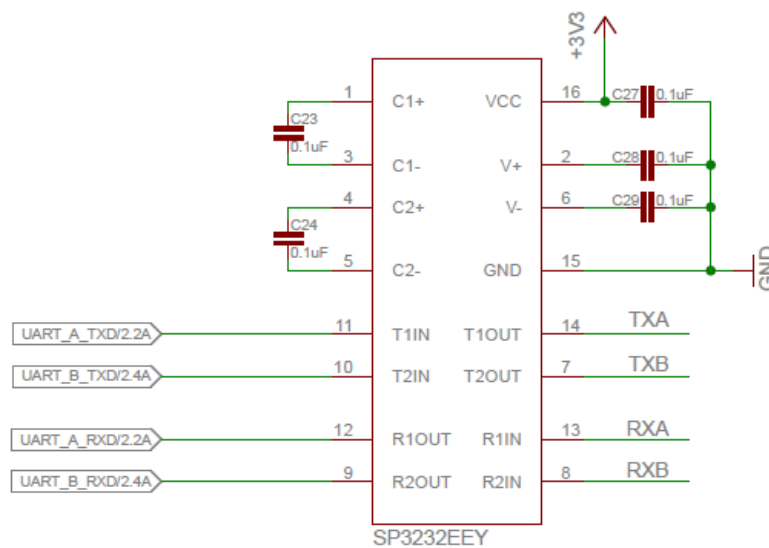 +3V3
1 C1+ VCC 16 C27 0.1uF
C23
0.1uF
3 C1- V+ 2 C28 0.1uF
4 C2+ V- 6 C29 0.1uF
C24
0.1uF
5 C2- GND 15
GND
UART_A_TXD/2.2A 11 T1IN T1OUT 14 TXA
UART_B_TXD/2.4A 10 T2IN T2OUT 7 TXB
UART_A_RXD/2.2A 12 R1OUT R1IN 13 RXA
UART_B_RXD/2.4A 9 R2OUT R2IN 8 RXB
SP3232EEY